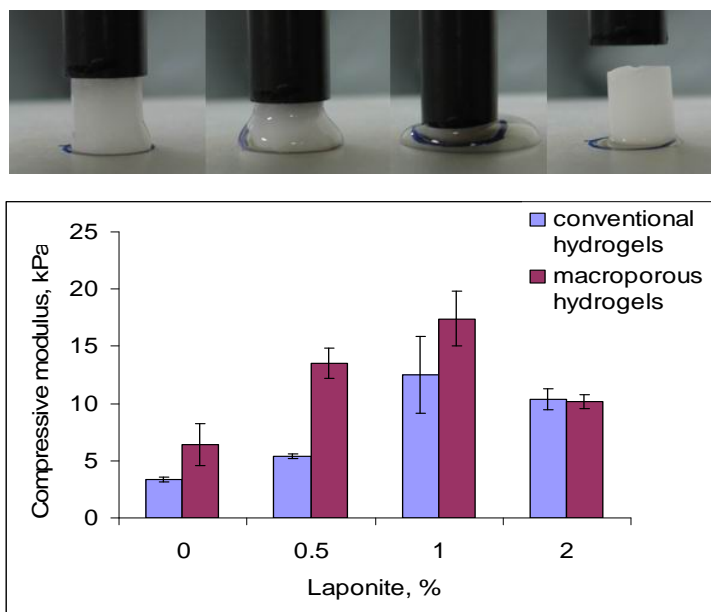 conventional
hydrogels
macroporous
hydrogels
Compressive modulus, kPa
25
20
15
10
5
0
0 0.5 1 2
Laponite, %